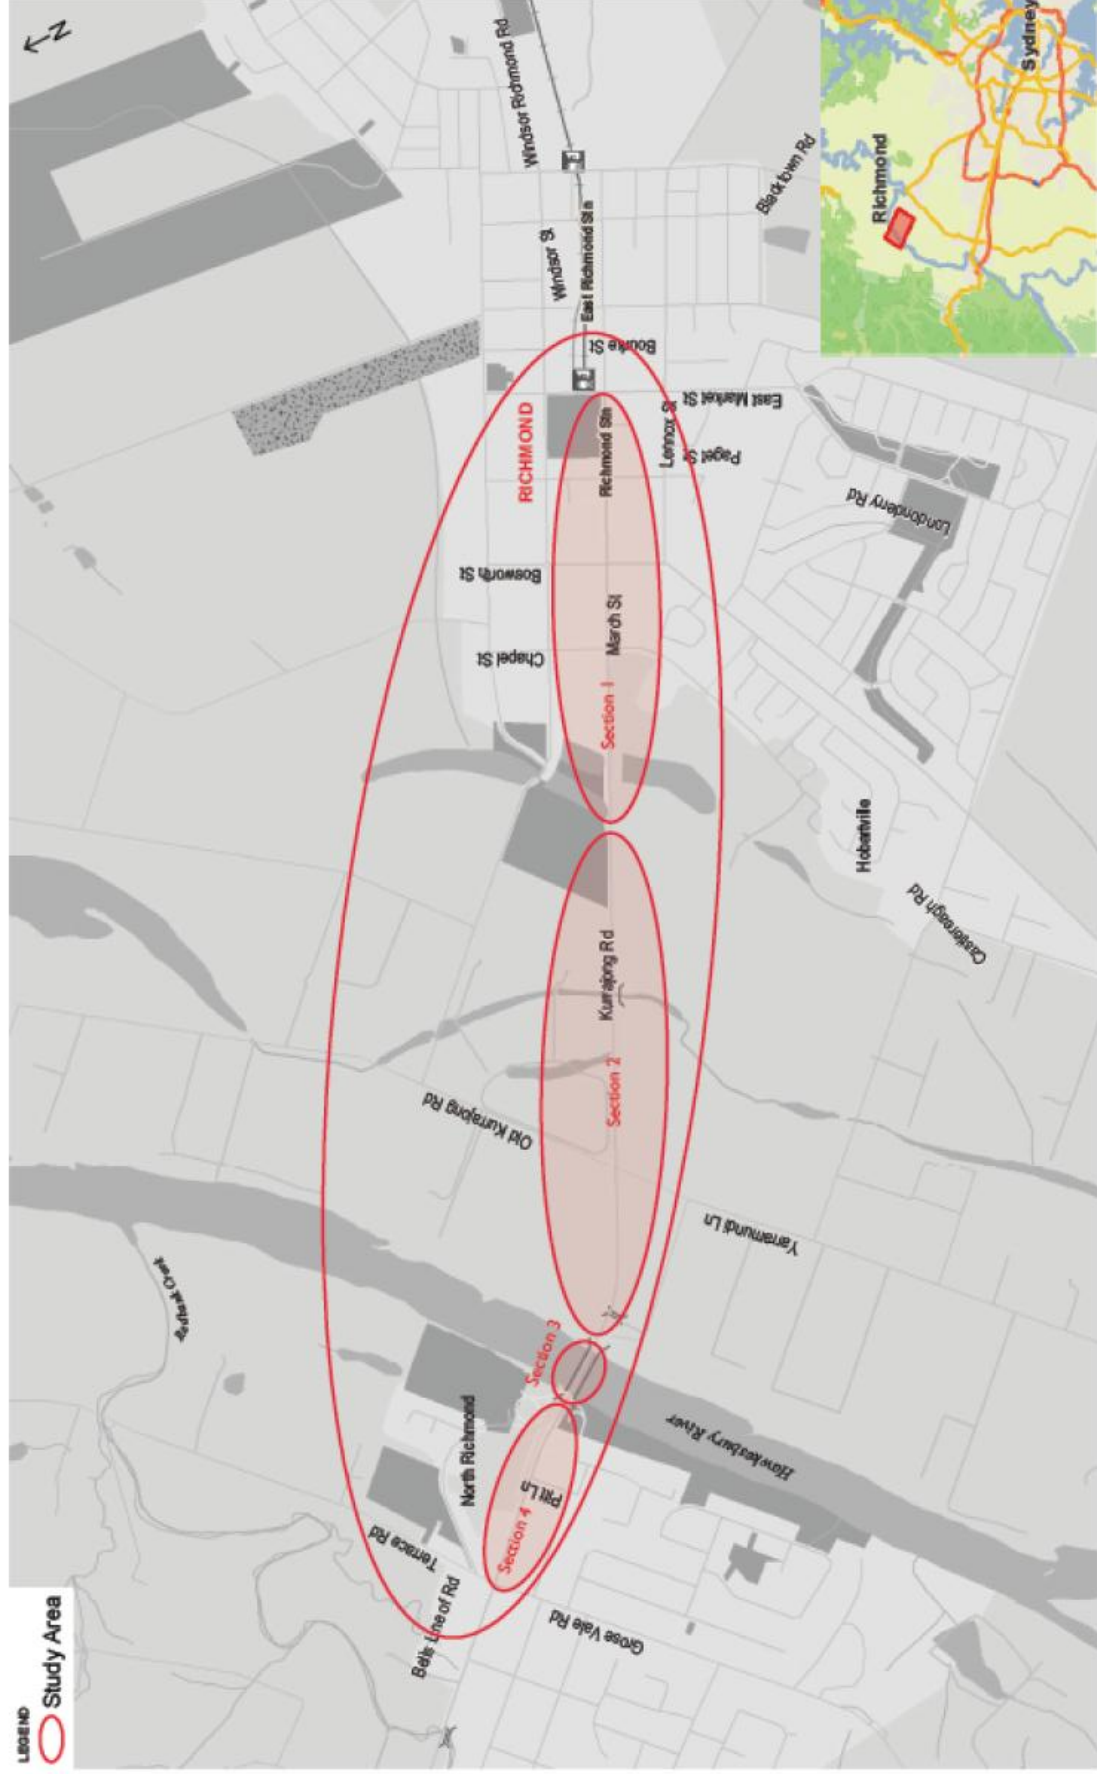 LEGEND
Study Area
N
Bells Line of Rd
Terrace Rd
Grose Vale Rd
Section 4
Pitt Ln
North Richmond
Section 3
Redbank Creek
Hawkesbury River
Yarramundi Ln
Old Kurrajong Rd
Section 2
Kurrajong Rd
Castlereagh Rd
Hobartville
Section 1
March St
Chapel St
Bosworth St
RICHMOND
Richmond Stn
Londonderry Rd
Paget St
Lennox St
East Market St
Bourke St
East Richmond Stn
Windsor St
Windsor Richmond Rd
Blacktown Rd
Richmond
Sydney